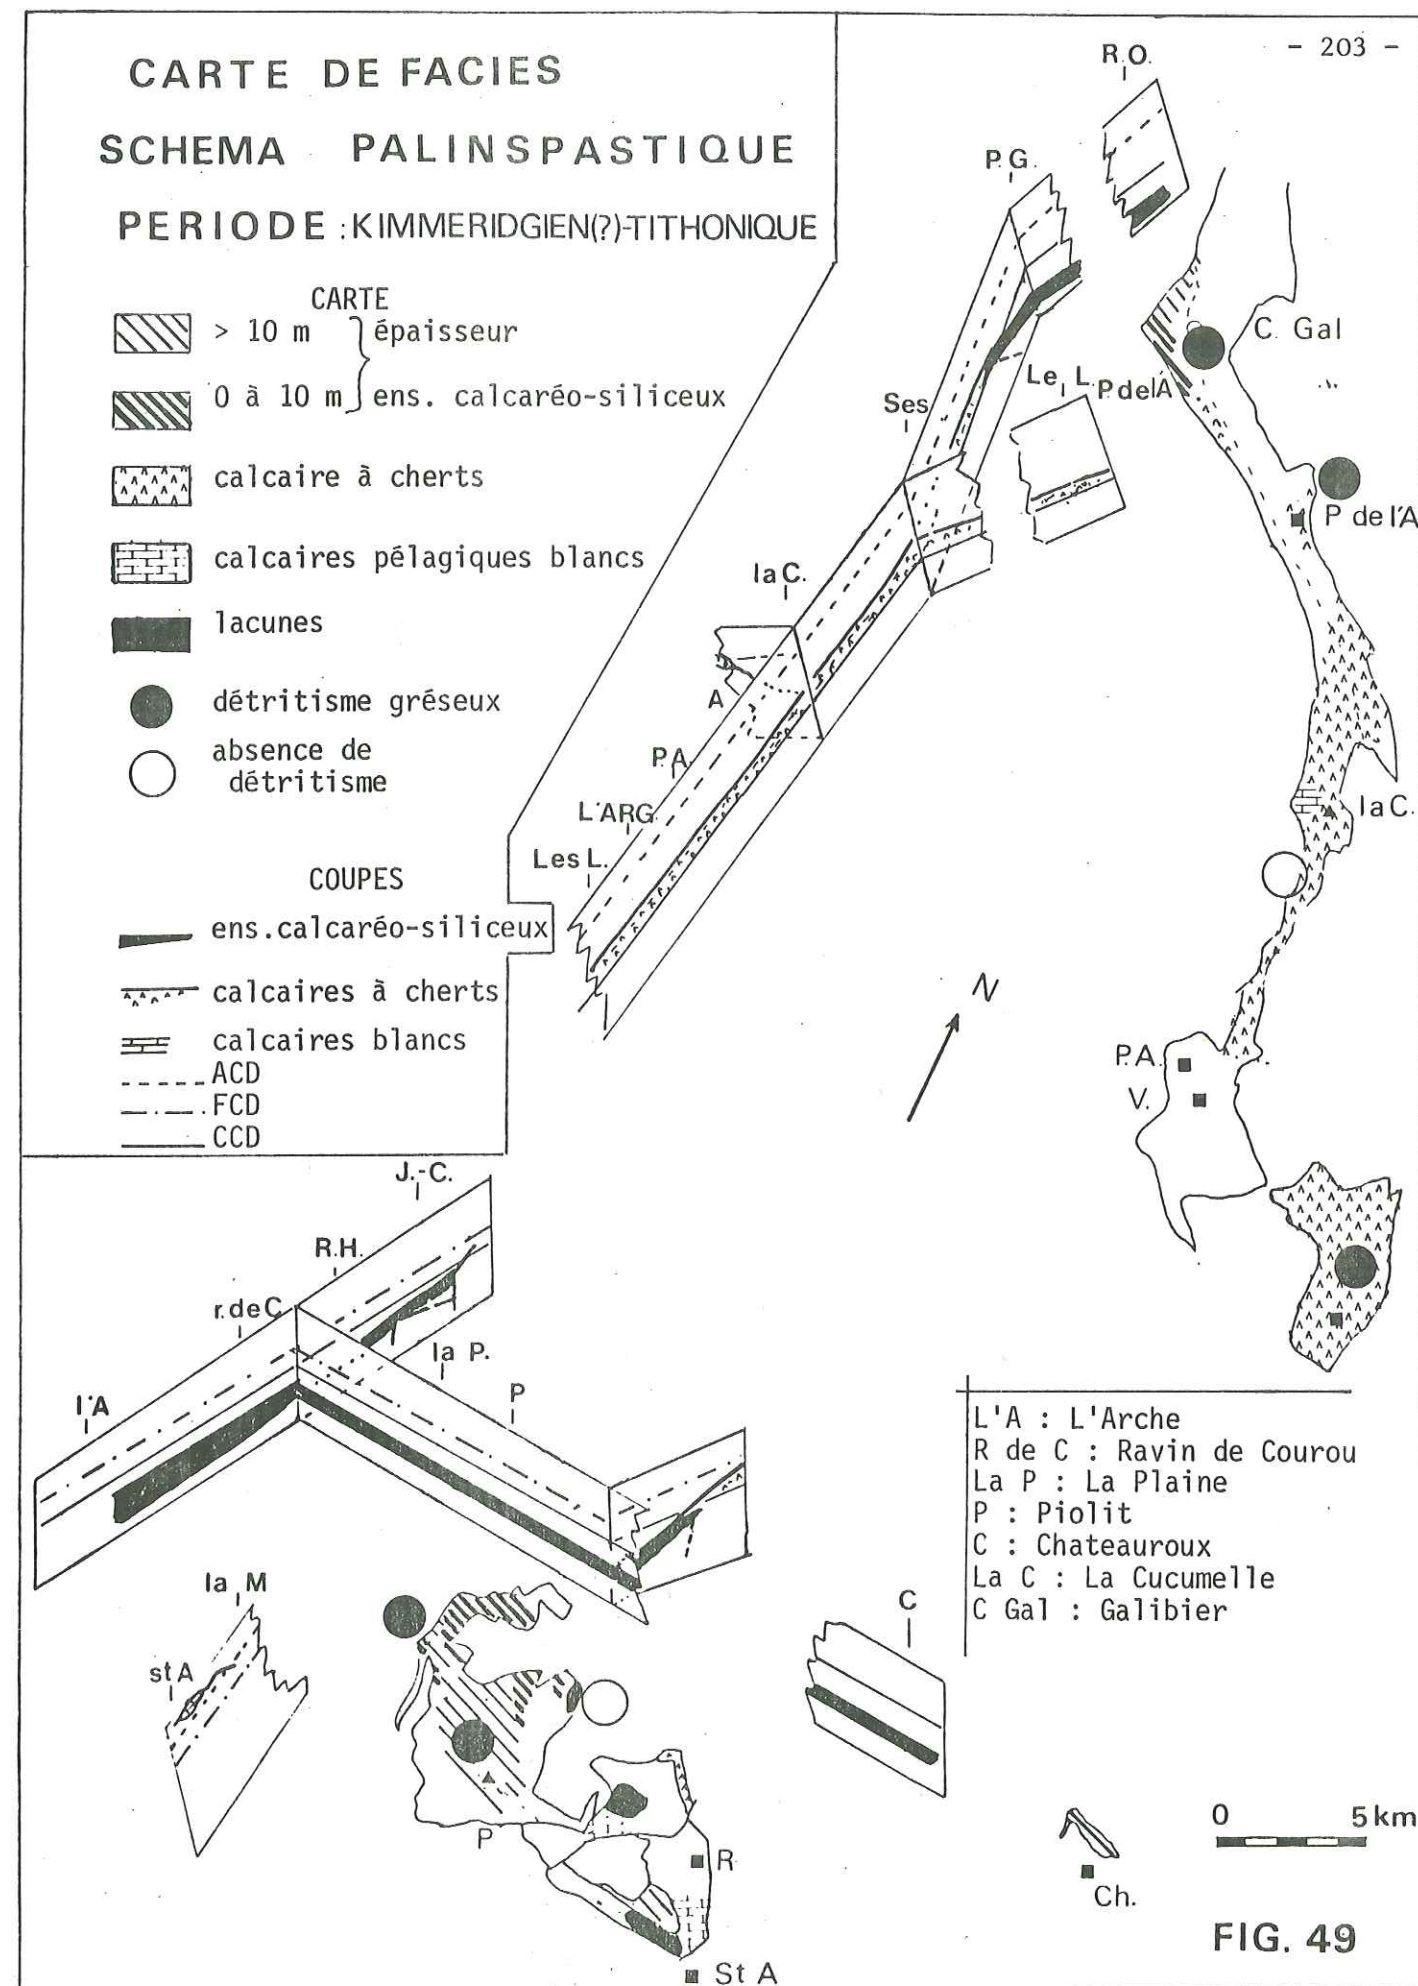 - 203 -
CARTE DE FACIES
SCHEMA PALINSPASTIQUE
PERIODE : KIMMERIDGIEN(?)-TITHONIQUE
CARTE
> 10 m } épaisseur
0 à 10 m } ens. calcaréo-siliceux
calcaire à cherts
calcaires pélagiques blancs
lacunes
détritisme gréseux
absence de
détritisme
COUPES
ens.calcaréo-siliceux
calcaires à cherts
calcaires blancs
ACD
FCD
CCD
R.O.
P.G.
C. Gal
Le L.
P.de l'A
Ses
P de l'A
la C.
A
P.A.
L'ARG.
Les L.
la C.
N
P.A.
V.
J.-C.
R.H.
r.de C
la P.
P
l'A
L'A : L'Arche
R de C : Ravin de Courou
La P : La Plaine
P : Piolit
C : Chateauroux
La C : La Cucumelle
C Gal : Galibier
la M
st A
C
P
R
St A
Ch.
0 5 km
FIG. 49